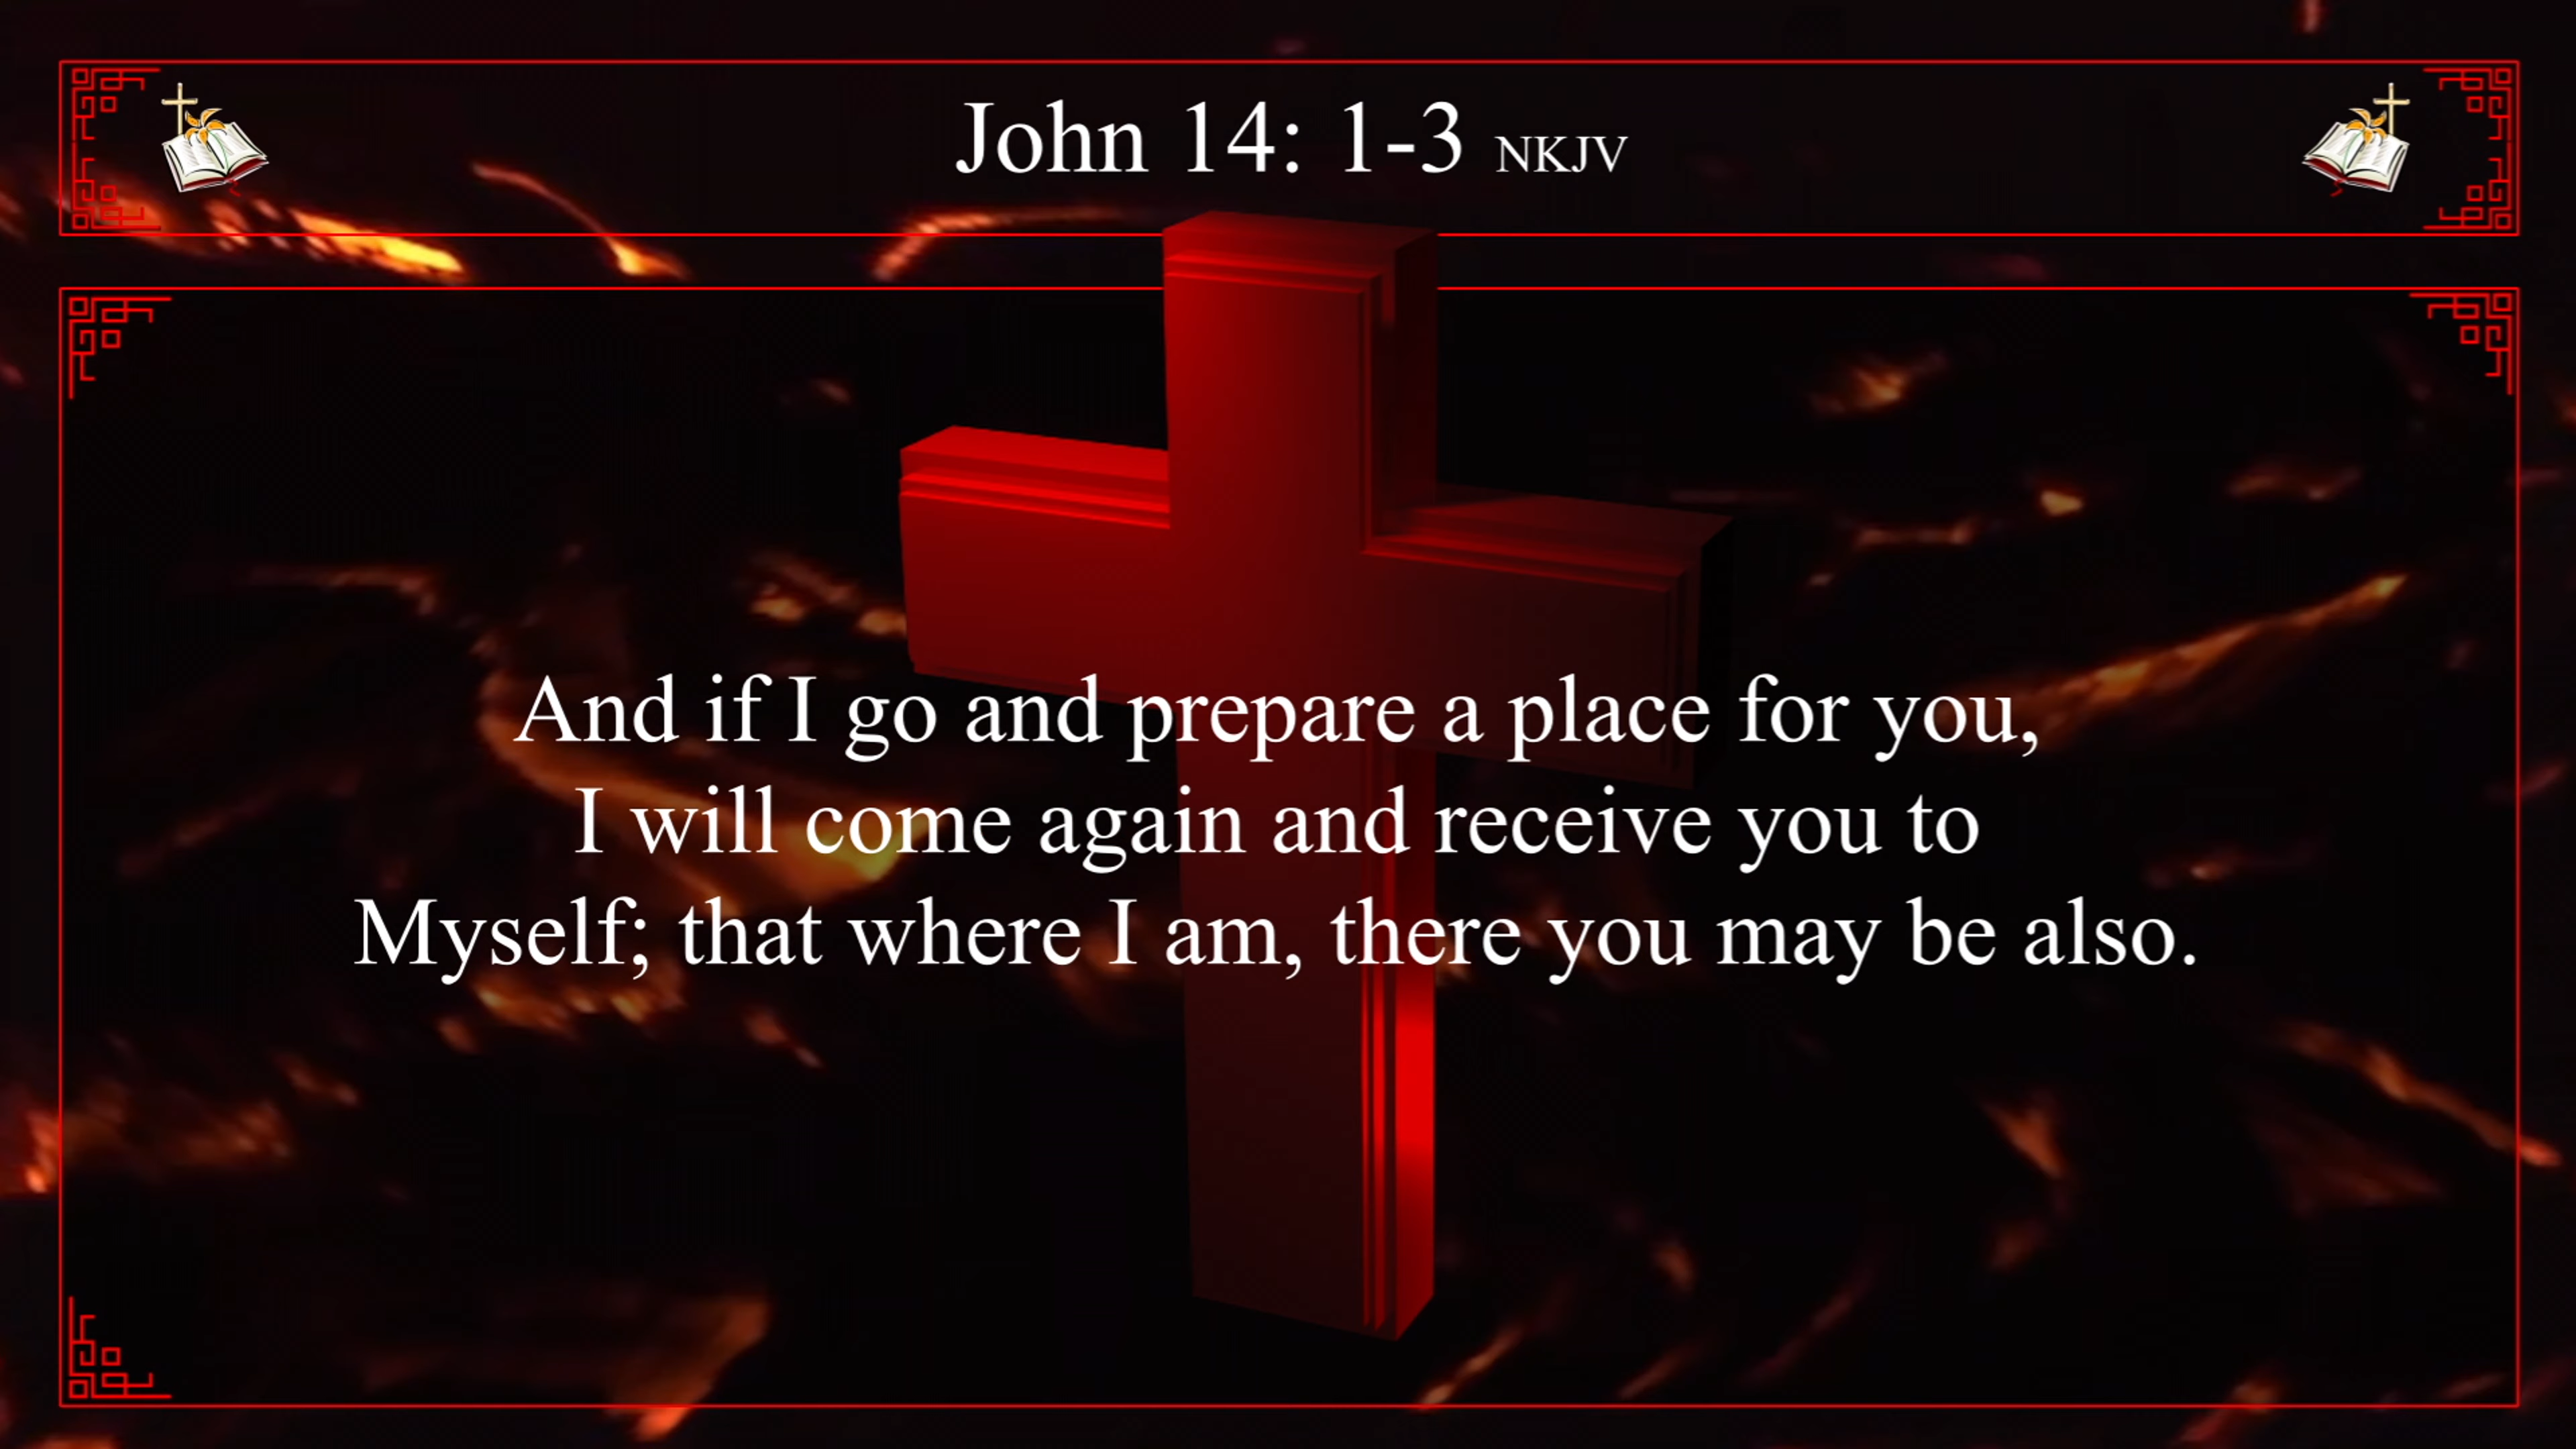 John 14: 1-3 NKJV
And if I go and prepare a place for you,
I will come again and receive you to
Myself; that where I am, there you may be also.